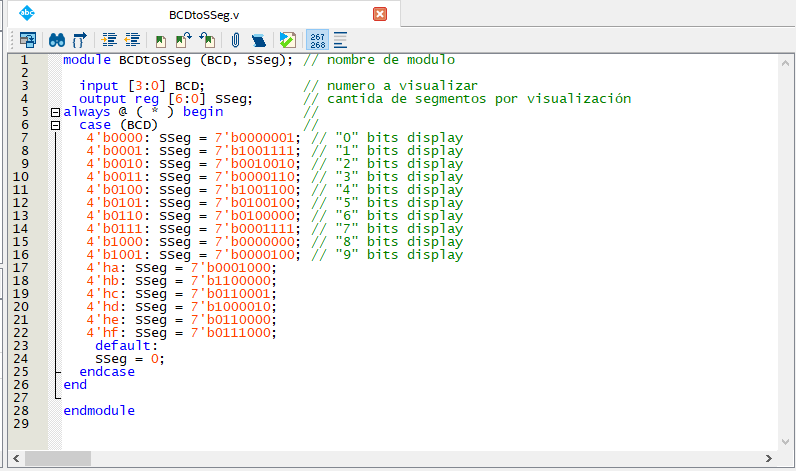 abc
BCDtoSSeg.v
267
268
1 module BCDtoSSeg (BCD, SSeg); // nombre de modulo
2
3 input [3:0] BCD; // numero a visualizar
4 output reg [6:0] SSeg; // cantida de segmentos por visualización
5 always @ ( * ) begin //
6 case (BCD) //
7 4'b0000: SSeg = 7'b0000001; // "0" bits display
8 4'b0001: SSeg = 7'b1001111; // "1" bits display
9 4'b0010: SSeg = 7'b0010010; // "2" bits display
10 4'b0011: SSeg = 7'b0000110; // "3" bits display
11 4'b0100: SSeg = 7'b1001100; // "4" bits display
12 4'b0101: SSeg = 7'b0100100; // "5" bits display
13 4'b0110: SSeg = 7'b0100000; // "6" bits display
14 4'b0111: SSeg = 7'b0001111; // "7" bits display
15 4'b1000: SSeg = 7'b0000000; // "8" bits display
16 4'b1001: SSeg = 7'b0000100; // "9" bits display
17 4'ha: SSeg = 7'b0001000;
18 4'hb: SSeg = 7'b1100000;
19 4'hc: SSeg = 7'b0110001;
20 4'hd: SSeg = 7'b1000010;
21 4'he: SSeg = 7'b0110000;
22 4'hf: SSeg = 7'b0111000;
23 default:
24 SSeg = 0;
25 endcase
26 end
27
28 endmodule
29